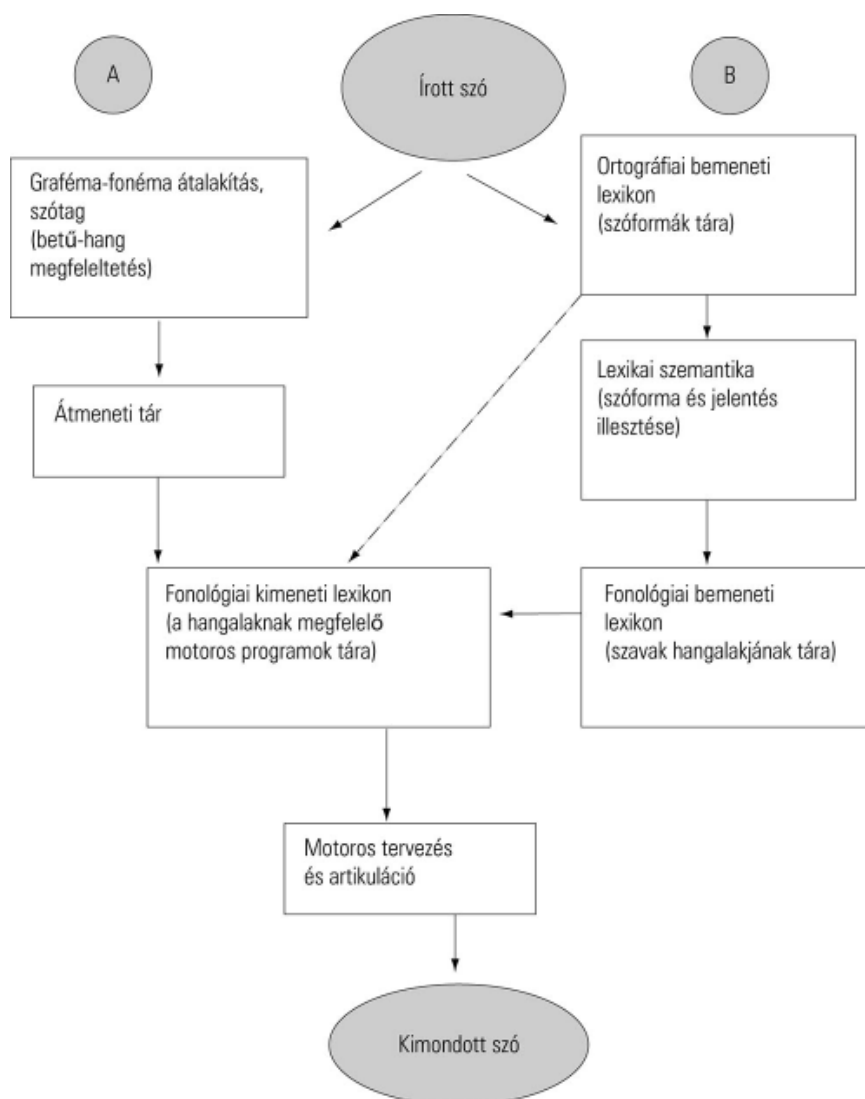 A
Írott szó
B
Graféma-fonéma átalakítás,
szótag
(betű-hang
megfeleltetés)
Ortográfiai bemeneti
lexikon
(szóformák tára)
Átmeneti tár
Lexikai szemantika
(szóforma és jelentés
illesztése)
Fonológiai kimeneti lexikon
(a hangalaknak megfelelő
motoros programok tára)
Fonológiai bemeneti
lexikon
(szavak hangalakjának tára)
Motoros tervezés
és artikuláció
Kimondott szó